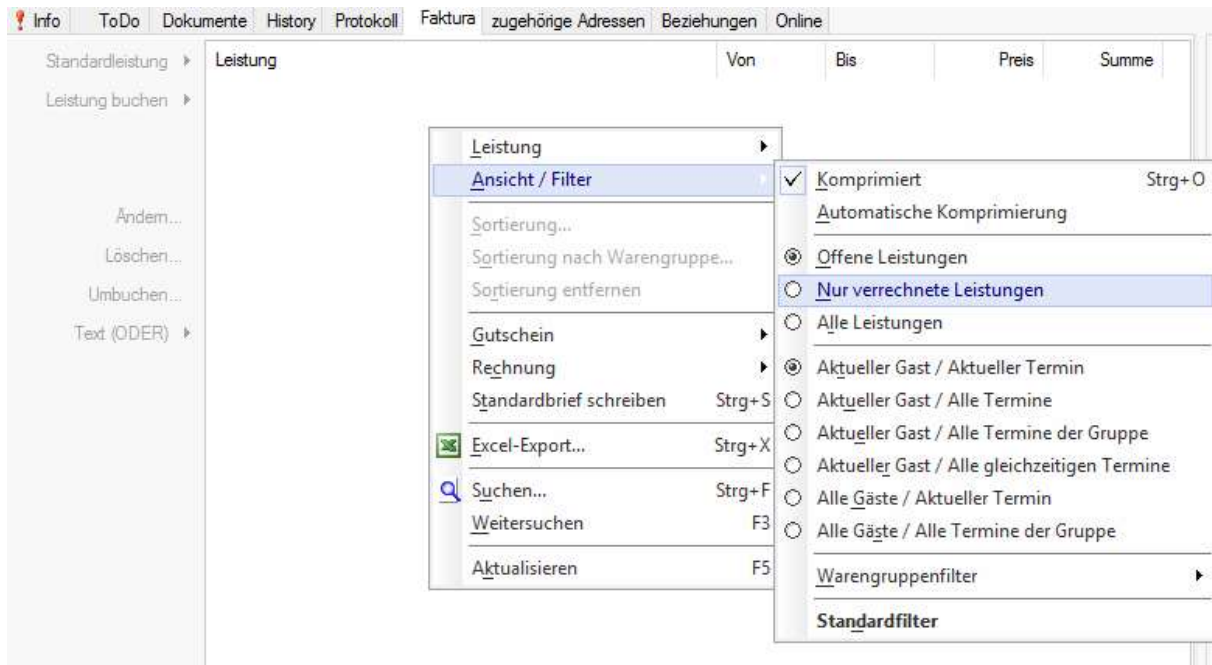 Info ToDo Dokumente History Protokoll Faktura zugehörige Adressen Beziehungen Online
Standardleistung
Leistung Von Bis Preis Summe
Leistung buchen
Ändern...
Löschen...
Umbuchen...
Text (ODER)
Leistung
Ansicht / Filter
Sortierung...
Sortierung nach Warengruppe...
Sortierung entfernen
Gutschein
Rechnung
Standardbrief schreiben Strg+S
Excel-Export... Strg+X
Suchen... Strg+F
Weitersuchen F3
Aktualisieren F5
Komprimiert Strg+O
Automatische Komprimierung
Offene Leistungen
Nur verrechnete Leistungen
Alle Leistungen
Aktueller Gast / Aktueller Termin
Aktueller Gast / Alle Termine
Aktueller Gast / Alle Termine der Gruppe
Aktueller Gast / Alle gleichzeitigen Termine
Alle Gäste / Aktueller Termin
Alle Gäste / Alle Termine der Gruppe
Warengruppenfilter
Standardfilter